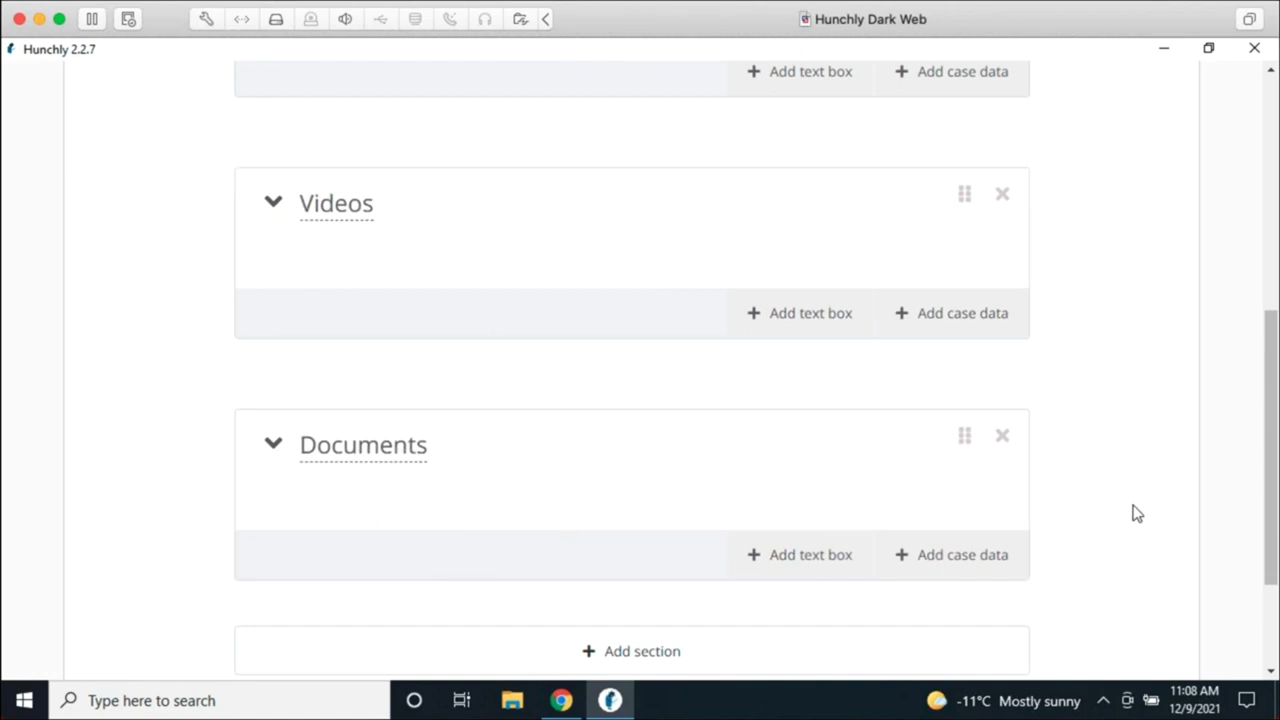 Hunchly Dark Web
Hunchly 2.2.7
Add text box
Add case data
Videos
Add text box
Add case data
Documents
Add text box
Add case data
Add section
Type here to search
-11°C Mostly sunny
11:08 AM
12/9/2021